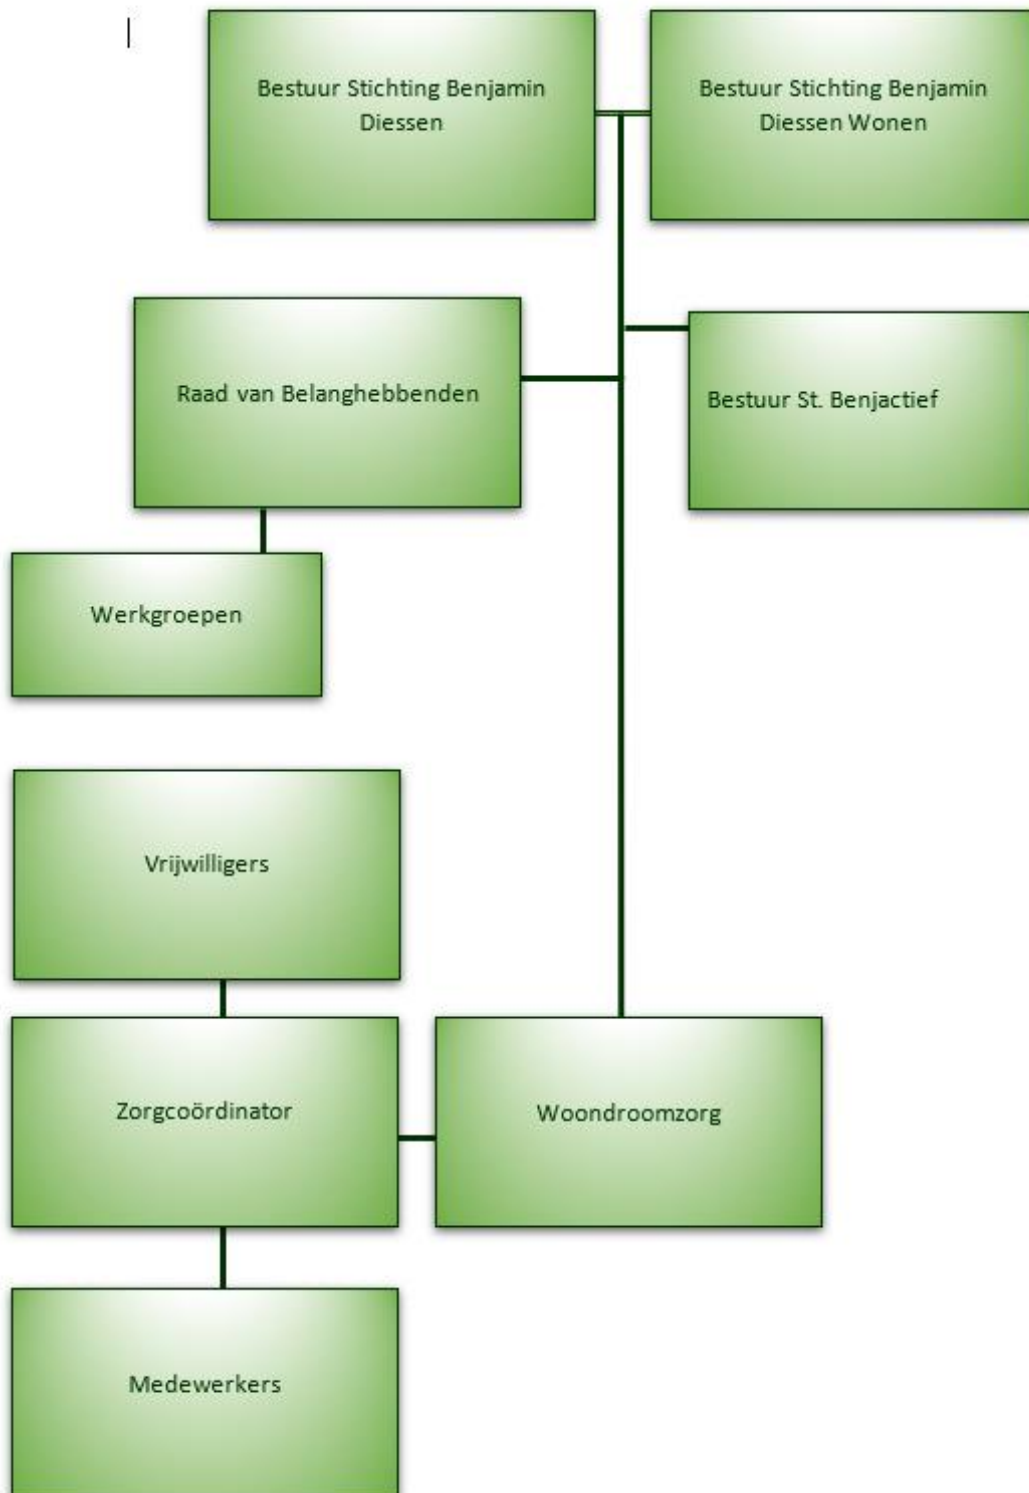 Bestuur Stichting Benjamin
Diessen
Bestuur Stichting Benjamin
Diessen Wonen
Raad van Belanghebbenden
Bestuur St. Benjactief
Werkgroepen
Vrijwilligers
Zorgcoördinator
Woondroomzorg
Medewerkers